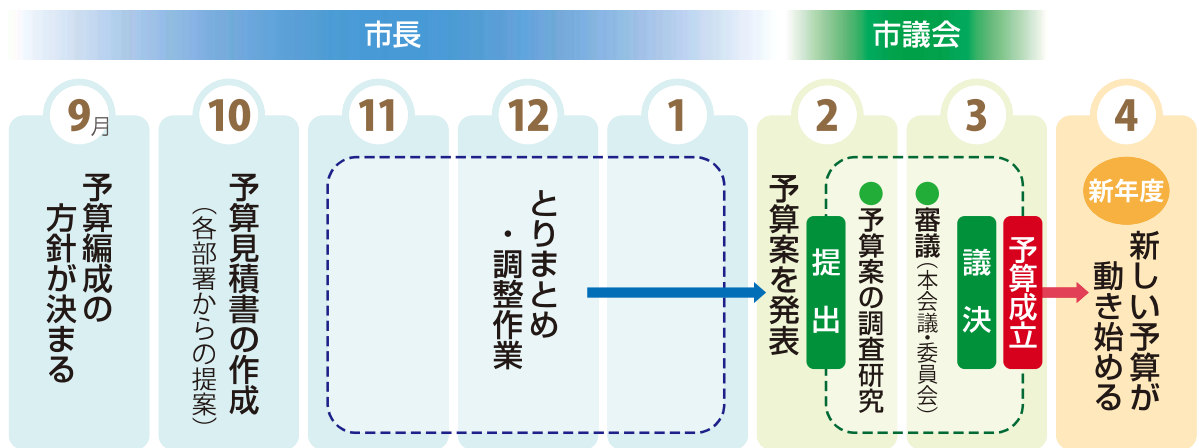 市長
市議会
9月
予算編成の
方針が決まる
10
予算見積書の作成
（各部署からの提案）
11
12
1
とりまとめ
・調整作業
2
予算案を発表
提出
●予算案の調査研究
3
●審議（本会議・委員会）
議決
予算成立
4
新年度
新しい予算が
動き始める